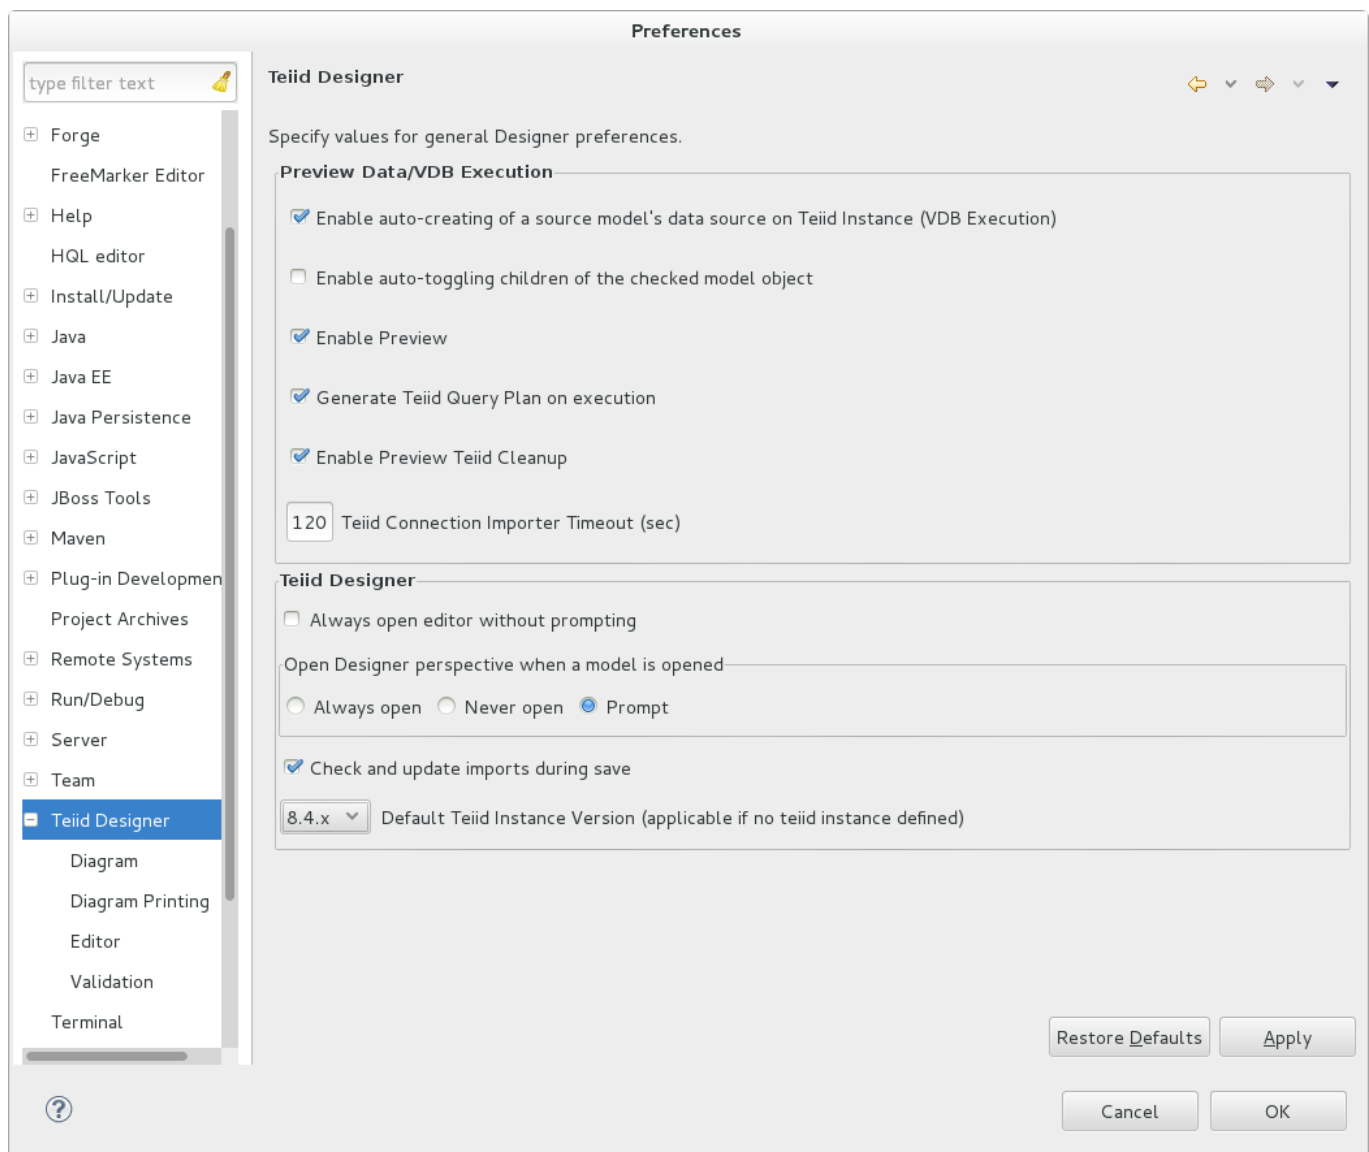 Preferences
type filter text
Forge
FreeMarker Editor
Help
HQL editor
Install/Update
Java
Java EE
Java Persistence
JavaScript
JBoss Tools
Maven
Plug-in Developmen
Project Archives
Remote Systems
Run/Debug
Server
Team
Teiid Designer
Diagram
Diagram Printing
Editor
Validation
Terminal
Teiid Designer
Specify values for general Designer preferences.
Preview Data/VDB Execution
Enable auto-creating of a source model's data source on Teiid Instance (VDB Execution)
Enable auto-toggling children of the checked model object
Enable Preview
Generate Teiid Query Plan on execution
Enable Preview Teiid Cleanup
120 Teiid Connection Importer Timeout (sec)
Teiid Designer
Always open editor without prompting
Open Designer perspective when a model is opened
Always open Never open Prompt
Check and update imports during save
8.4.x Default Teiid Instance Version (applicable if no teiid instance defined)
Restore Defaults Apply
? Cancel OK